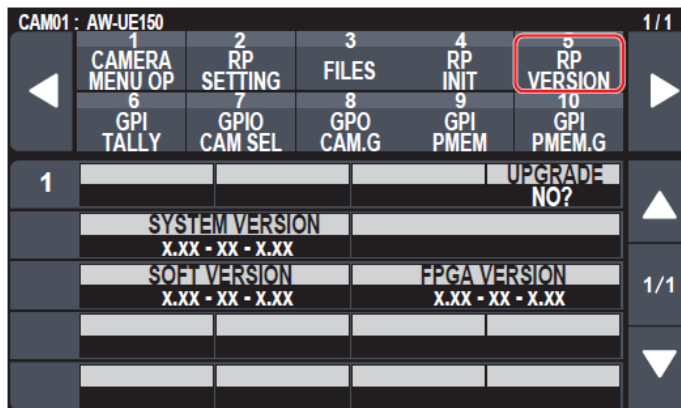 CAM01 : AW-UE150 1/1
1 2 3 4 5
CAMERA MENU OP RP SETTING FILES RP INIT RP VERSION
6 7 8 9 10
GPI TALLY GPIO CAM SEL GPO CAM.G GPI PMEM GPI PMEM.G
1 UPGRADE
NO?
SYSTEM VERSION
X.XX - XX - X.XX
SOFT VERSION FPGA VERSION
X.XX - XX - X.XX X.XX - XX - X.XX
1/1